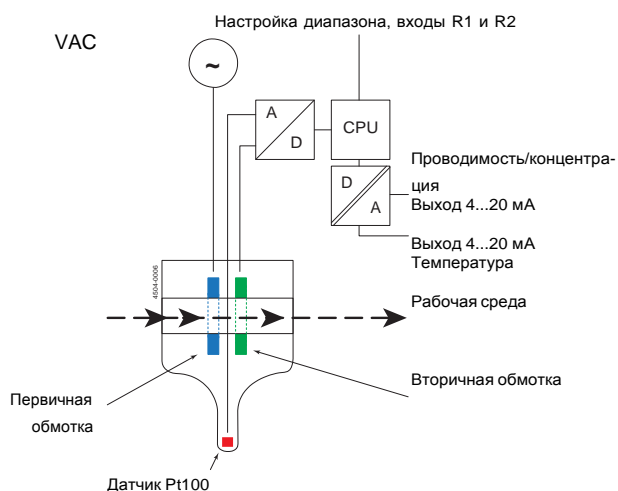 Настройка диапазона, входы R1 и R2
VAC
~
A
D
CPU
D
A
Проводимость/концентра-
ция
Выход 4...20 мА
Выход 4...20 мА
Температура
4504-0006
Рабочая среда
Вторичная обмотка
Первичная
обмотка
Датчик Pt100